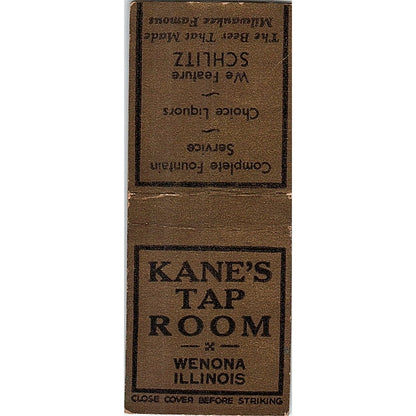 Complete Fountain
Service
~
Choice Liquors
~
We Feature
SCHLITZ
The Beer That Made
Milwaukee Famous
KANE'S
TAP
ROOM
WENONA
ILLINOIS
CLOSE COVER BEFORE STRIKING